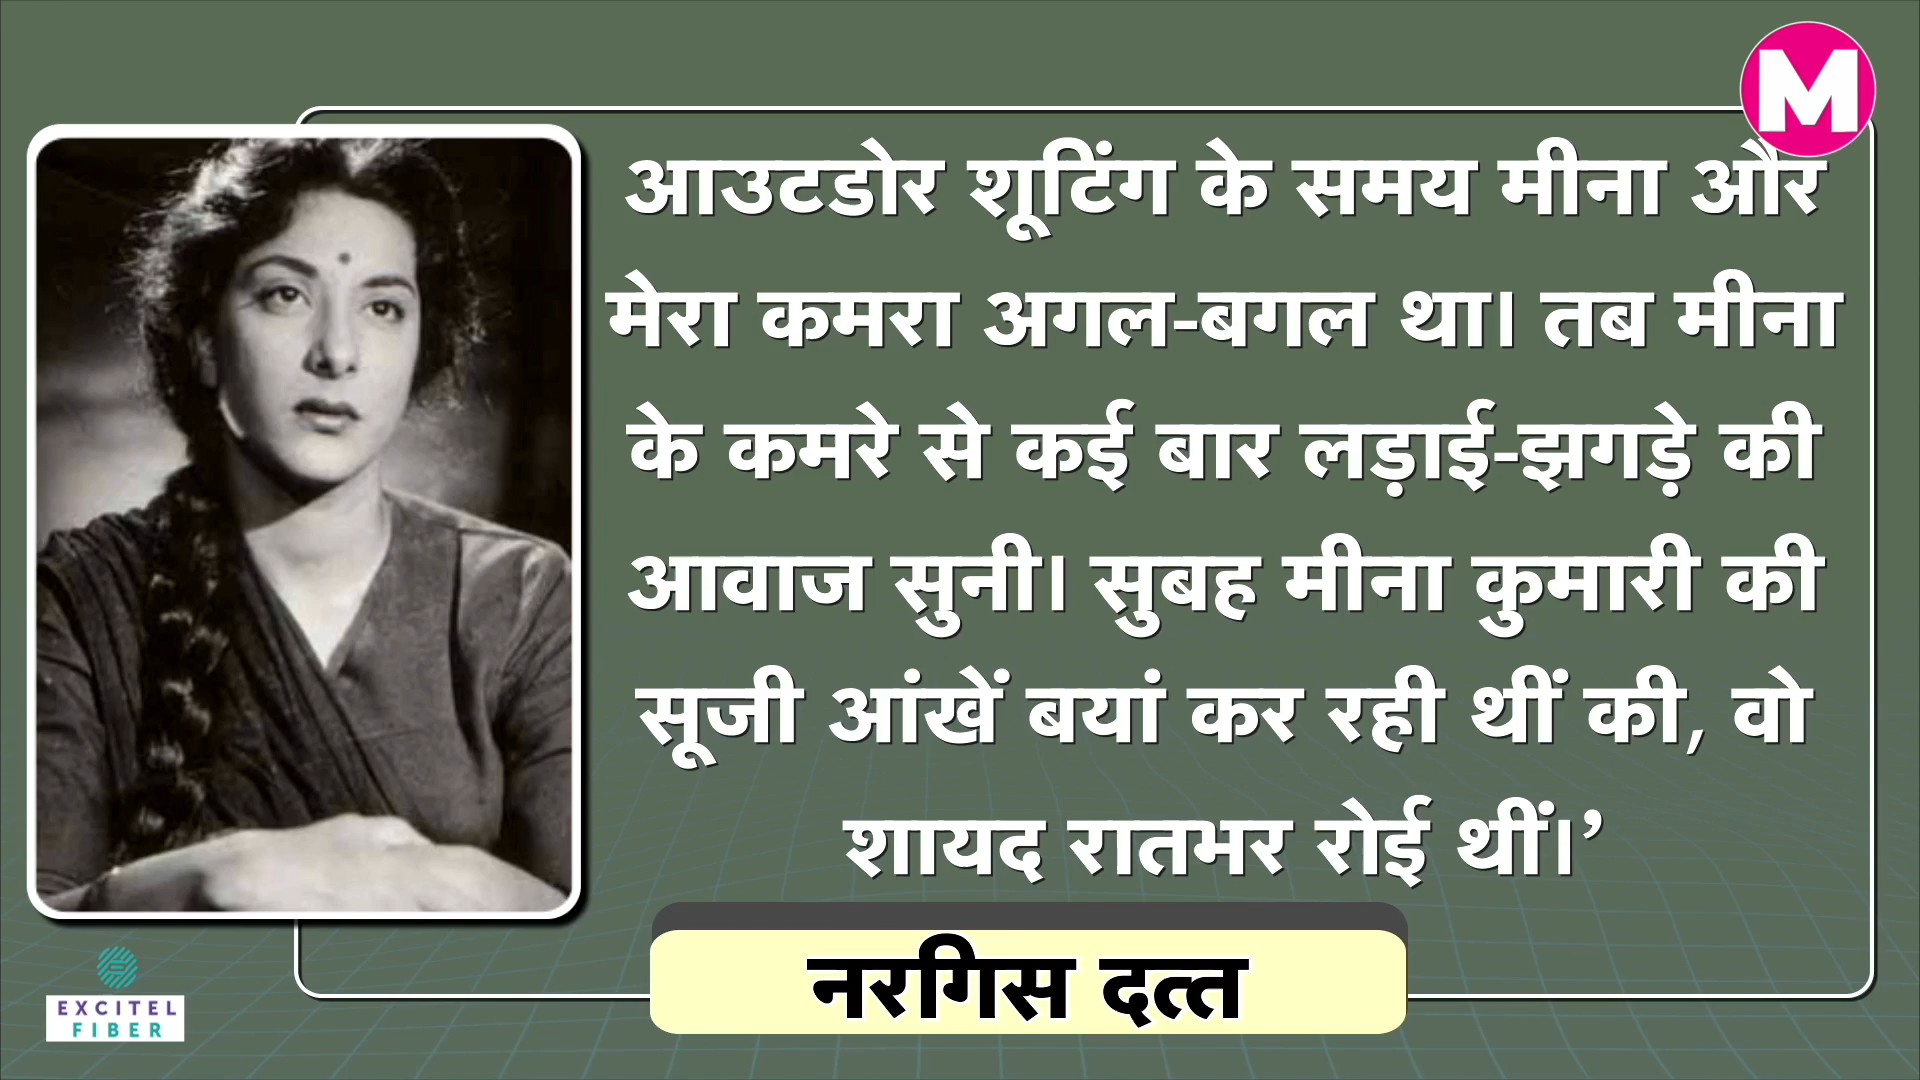 M
आउटडोर शूटिंग के समय मीना और
मेरा कमरा अगल-बगल था। तब मीना
के कमरे से कई बार लड़ाई-झगड़े की
आवाज सुनी। सुबह मीना कुमारी की
सूजी आंखें बयां कर रही थीं की, वो
शायद रातभर रोई थीं।’
नरगिस दत्त
EXCITEL
FIBER